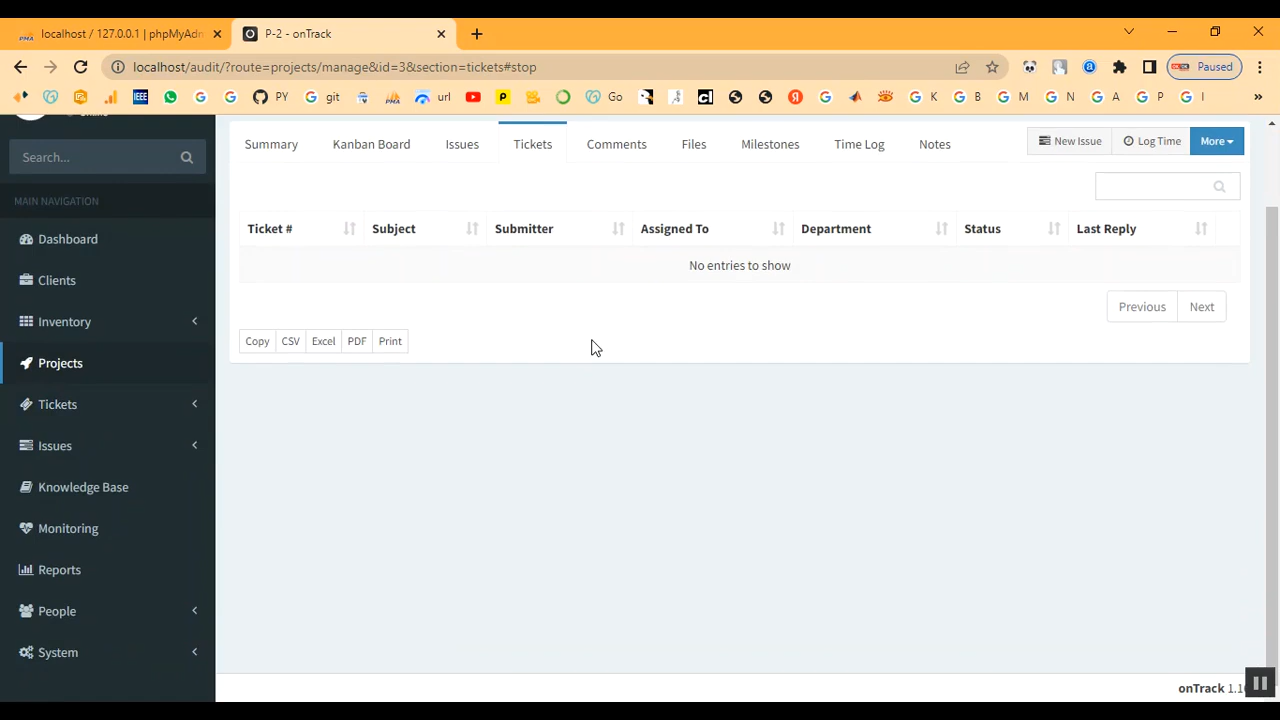 localhost / 127.0.0.1 | phpMyAdm
P-2 - onTrack
localhost/audit/?route=projects/manage&id=3&section=tickets#stop
Paused
PY
git
url
Go
K
B
M
N
A
P
I
Search...
MAIN NAVIGATION
Dashboard
Clients
Inventory
Projects
Tickets
Issues
Knowledge Base
Monitoring
Reports
People
System
Summary Kanban Board Issues Tickets Comments Files Milestones Time Log Notes
New Issue Log Time More
Ticket # Subject Submitter Assigned To Department Status Last Reply
No entries to show
Previous Next
Copy CSV Excel PDF Print
onTrack